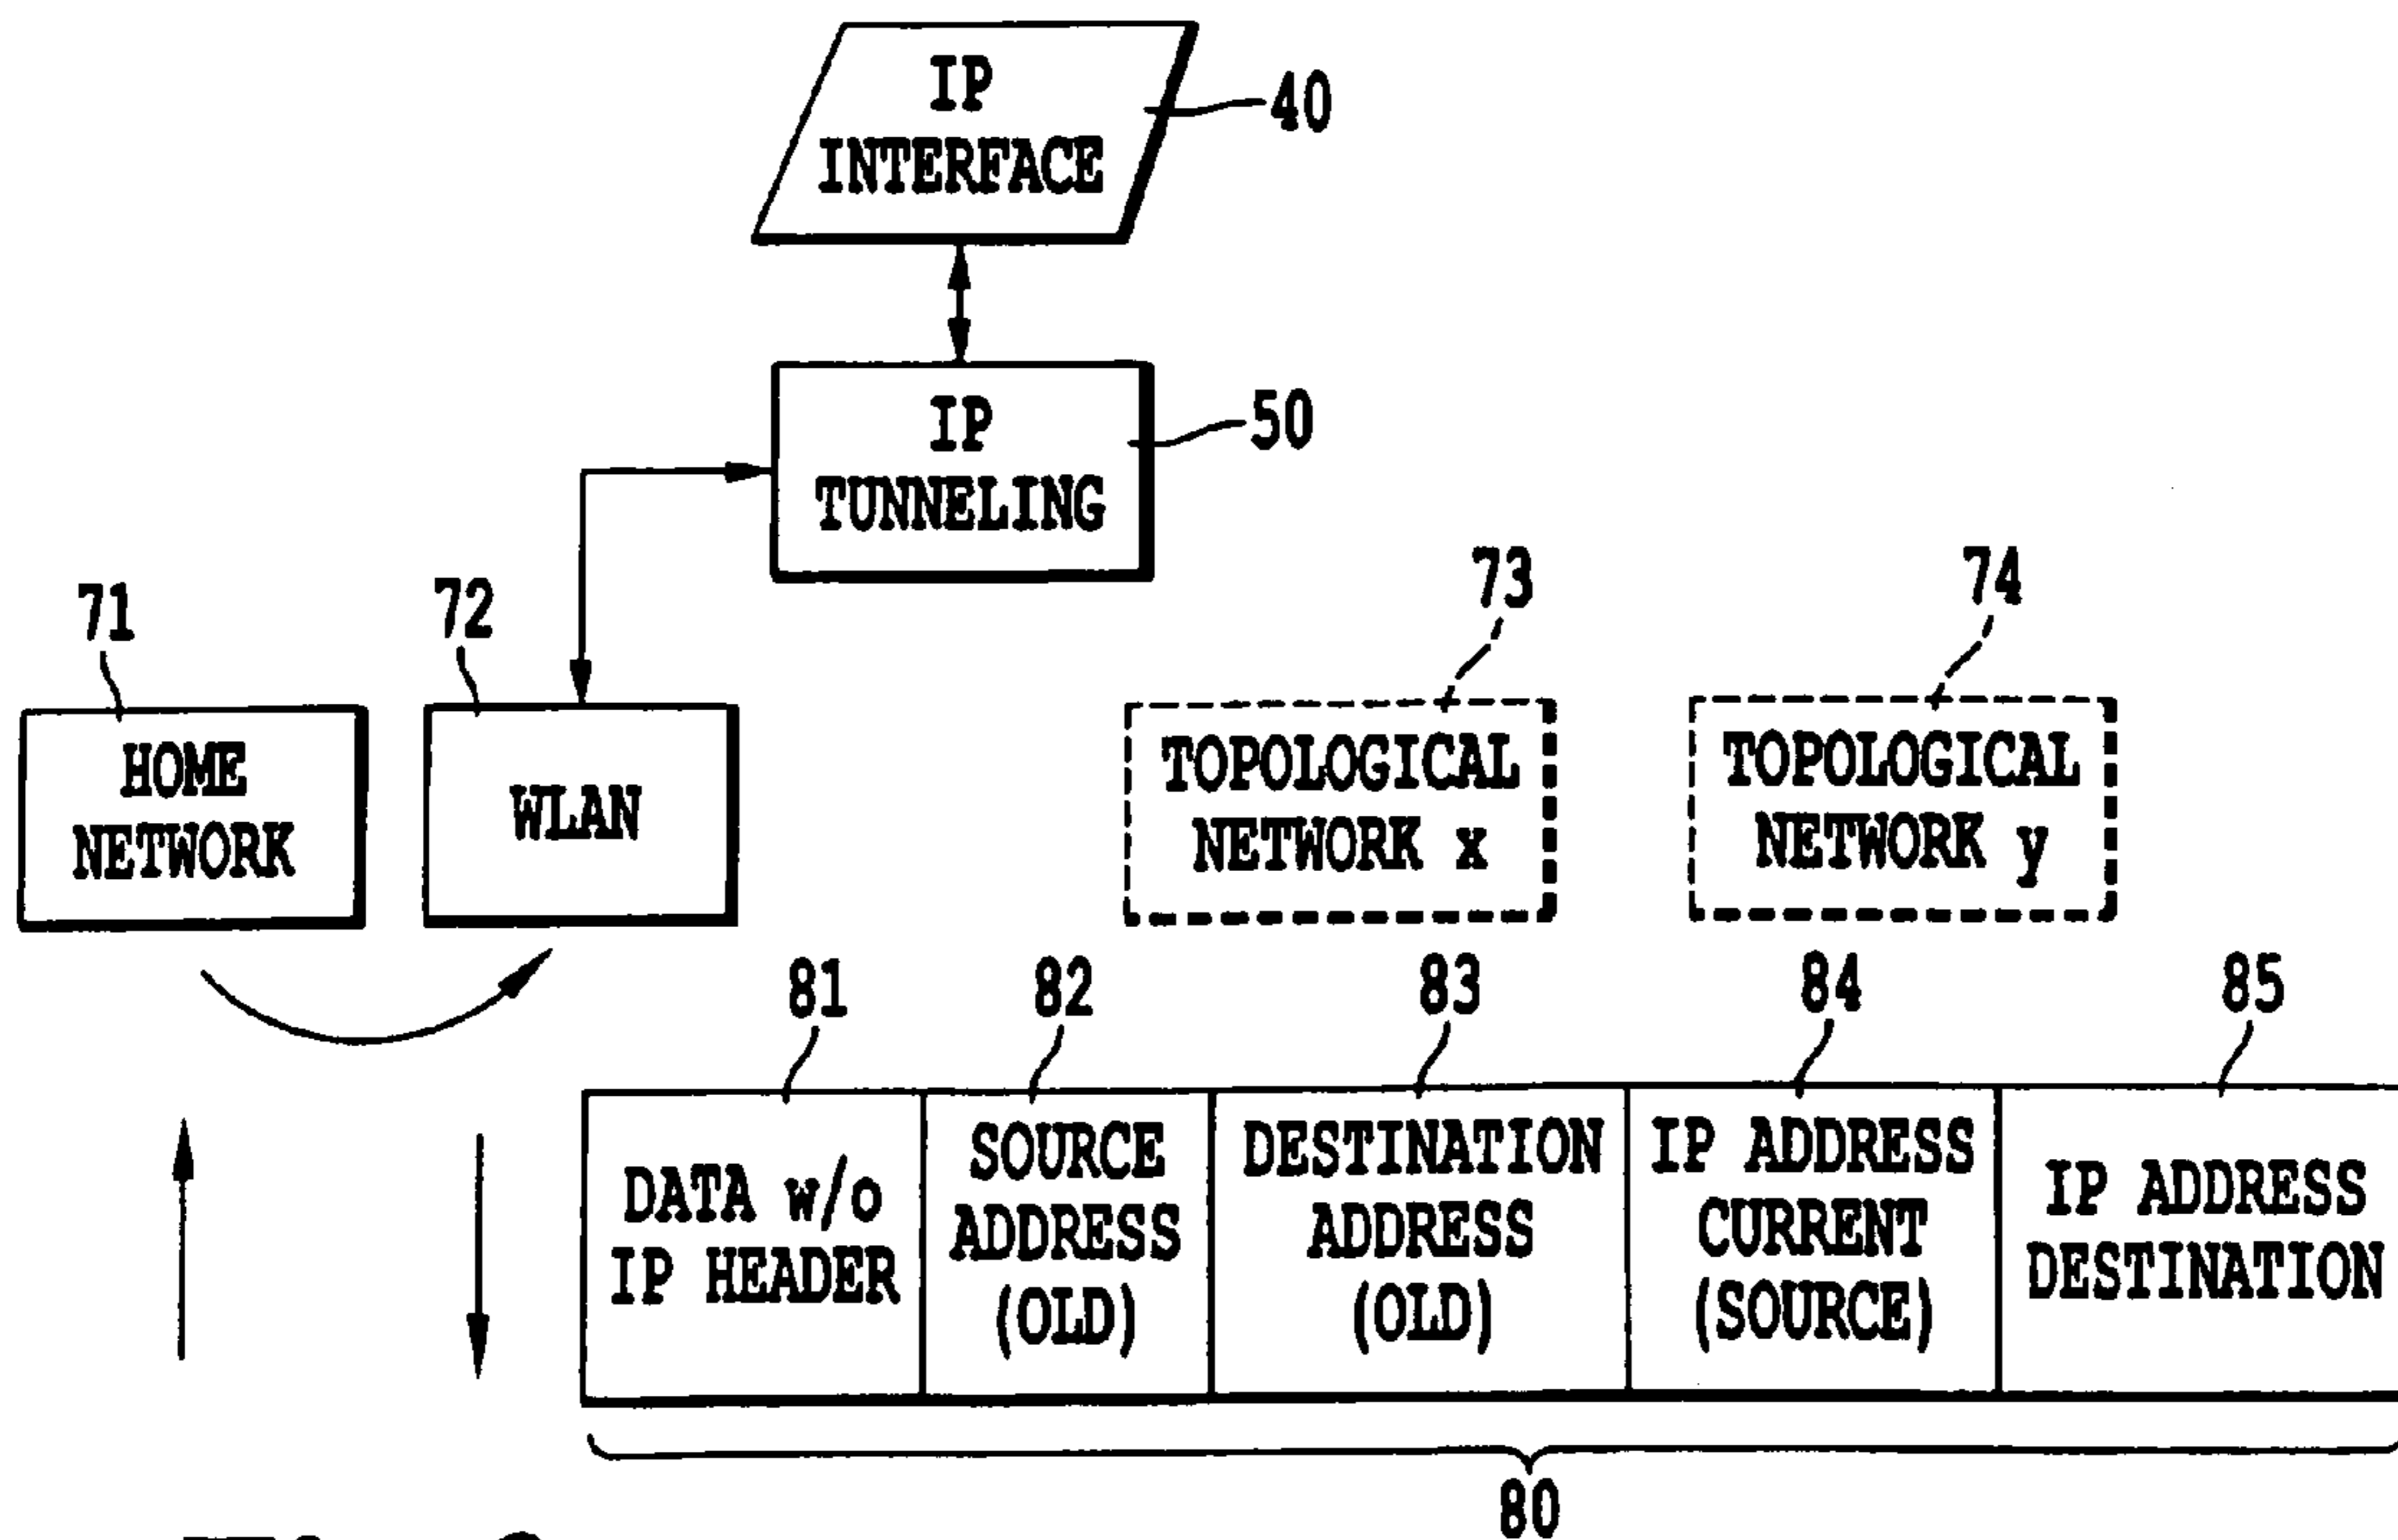 IP
INTERFACE
40
IP
TUNNELING
50
71
72
73
74
HOME
NETWORK
WLAN
TOPOLOGICAL
NETWORK x
TOPOLOGICAL
NETWORK y
81
82
83
84
85
DATA w/o
IP HEADER
SOURCE
ADDRESS
(OLD)
DESTINATION
ADDRESS
(OLD)
IP ADDRESS
CURRENT
(SOURCE)
IP ADDRESS
DESTINATION
80